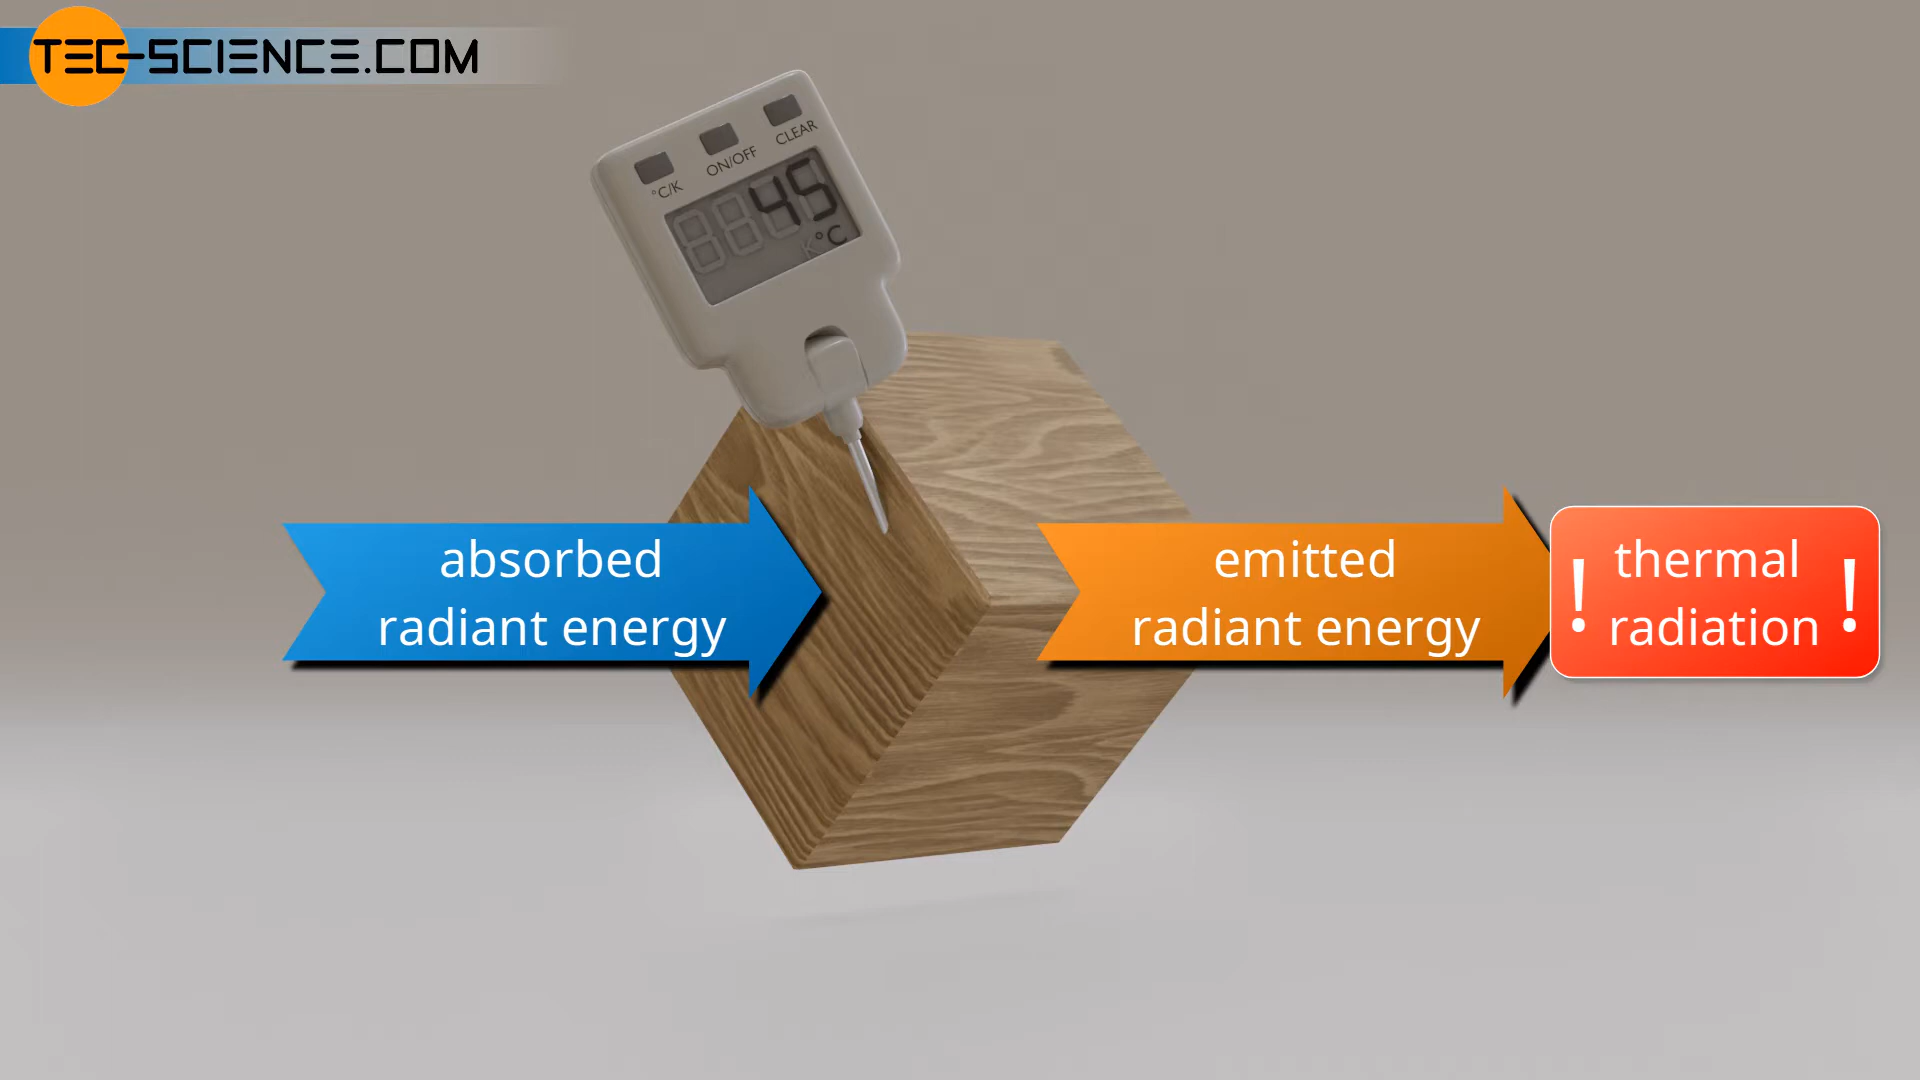 TEC-SCIENCE.COM
CLEAR
ON/OFF
°C/K
45
K°C
absorbed
radiant energy
emitted
radiant energy
! thermal !
radiation